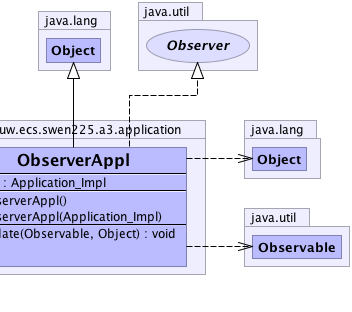 java.lang
Object
java.util
Observer
uw.ecs.swen225.a3.application
ObserverAppl
: Application_Impl
serverAppl()
serverAppl(Application_Impl)
late(Observable, Object) : void
java.lang
Object
java.util
Observable